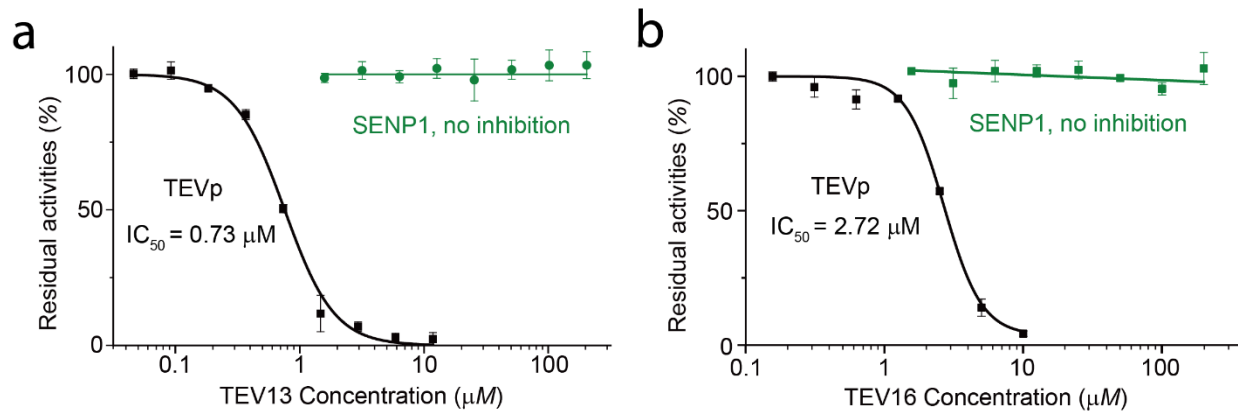 a
Residual activities (%)
100
50
0
SENP1, no inhibition
TEVp
IC50 = 0.73 μM
0.1 1 10 100
TEV13 Concentration (μM)
b
Residual activities (%)
100
50
0
SENP1, no inhibition
TEVp
IC50 = 2.72 μM
0.1 1 10 100
TEV16 Concentration (μM)